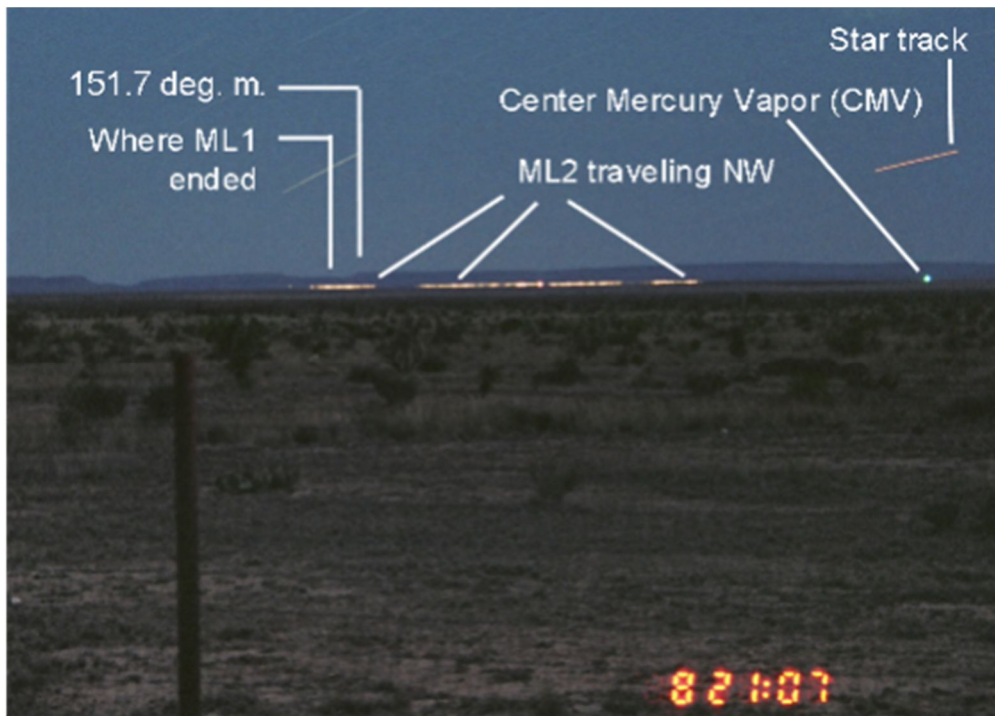 Star track
151.7 deg. m.
Center Mercury Vapor (CMV)
Where ML1
ended
ML2 traveling NW
8 21:07